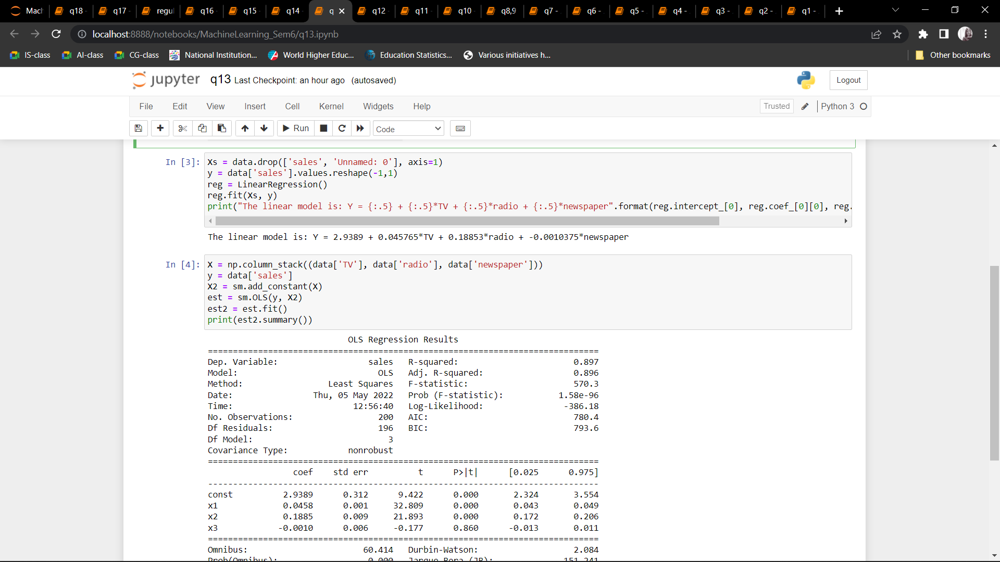 Mach q18 - q17 - regul q16 - q15 - q14 - q q12 - q11 - q10 - q8,9 q7 - q6 - q5 - q4 - q3 - q2 - q1 -
localhost:8888/notebooks/MachineLearning_Sem6/q13.ipynb
IS-class AI-class CG-class National Institution... World Higher Educ... Education Statistics... Various initiatives h... Other bookmarks
jupyter q13 Last Checkpoint: an hour ago (autosaved) Logout
File Edit View Insert Cell Kernel Widgets Help Trusted Python 3
Run Code
In [3]: Xs = data.drop(['sales', 'Unnamed: 0'], axis=1)
y = data['sales'].values.reshape(-1,1)
reg = LinearRegression()
reg.fit(Xs, y)
print("The linear model is: Y = {:.5} + {:.5}*TV + {:.5}*radio + {:.5}*newspaper".format(reg.intercept_[0], reg.coef_[0][0], reg.
The linear model is: Y = 2.9389 + 0.045765*TV + 0.18853*radio + -0.0010375*newspaper
In [4]: X = np.column_stack((data['TV'], data['radio'], data['newspaper']))
y = data['sales']
X2 = sm.add_constant(X)
est = sm.OLS(y, X2)
est2 = est.fit()
print(est2.summary())
OLS Regression Results
==============================================================================
Dep. Variable: sales R-squared: 0.897
Model: OLS Adj. R-squared: 0.896
Method: Least Squares F-statistic: 570.3
Date: Thu, 05 May 2022 Prob (F-statistic): 1.58e-96
Time: 12:56:40 Log-Likelihood: -386.18
No. Observations: 200 AIC: 780.4
Df Residuals: 196 BIC: 793.6
Df Model: 3
Covariance Type: nonrobust
==============================================================================
coef std err t P>|t| [0.025 0.975]
------------------------------------------------------------------------------
const 2.9389 0.312 9.422 0.000 2.324 3.554
x1 0.0458 0.001 32.809 0.000 0.043 0.049
x2 0.1885 0.009 21.893 0.000 0.172 0.206
x3 -0.0010 0.006 -0.177 0.860 -0.013 0.011
==============================================================================
Omnibus: 60.414 Durbin-Watson: 2.084
Prob(Omnibus): 0.000 Jarque-Bera (JB): 151.241